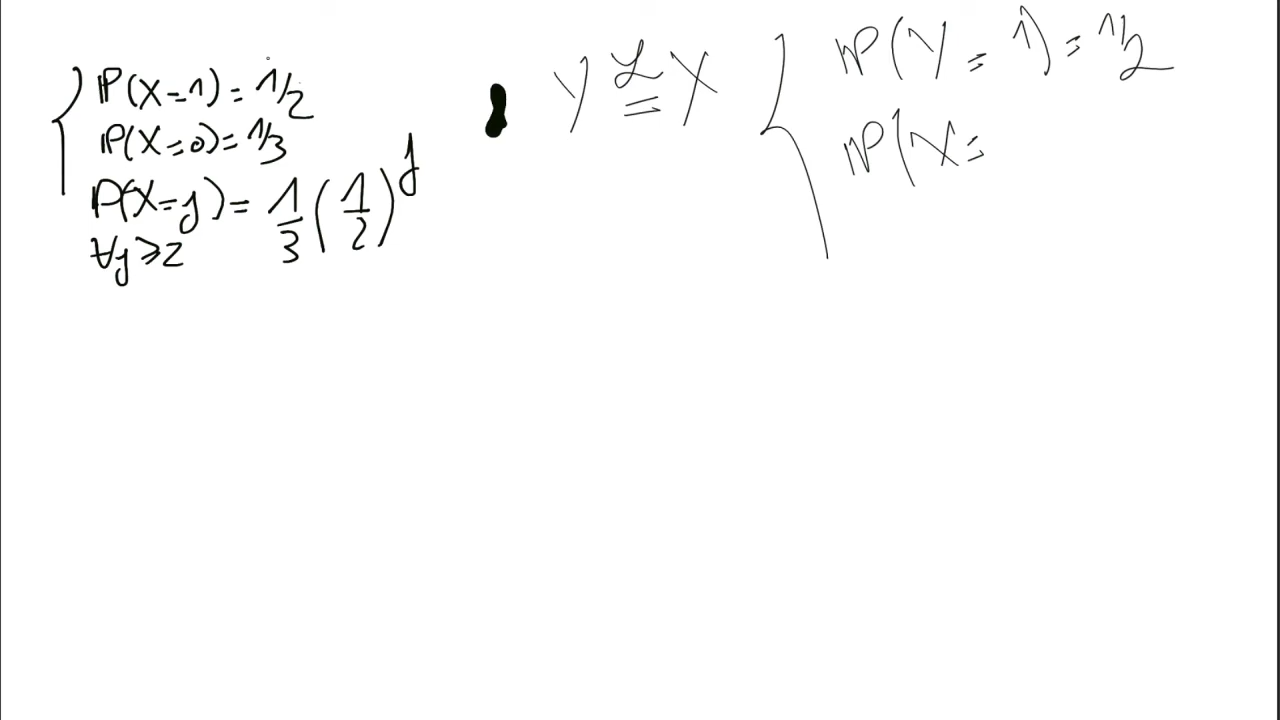 P(X=1) = 1/2
P(X=0) = 1/3
P(X=y) = 1/3 (1/2)^y
∀y ≥ 2
Y =^ℒ X
P(Y = 1) = 1/2
P(X=